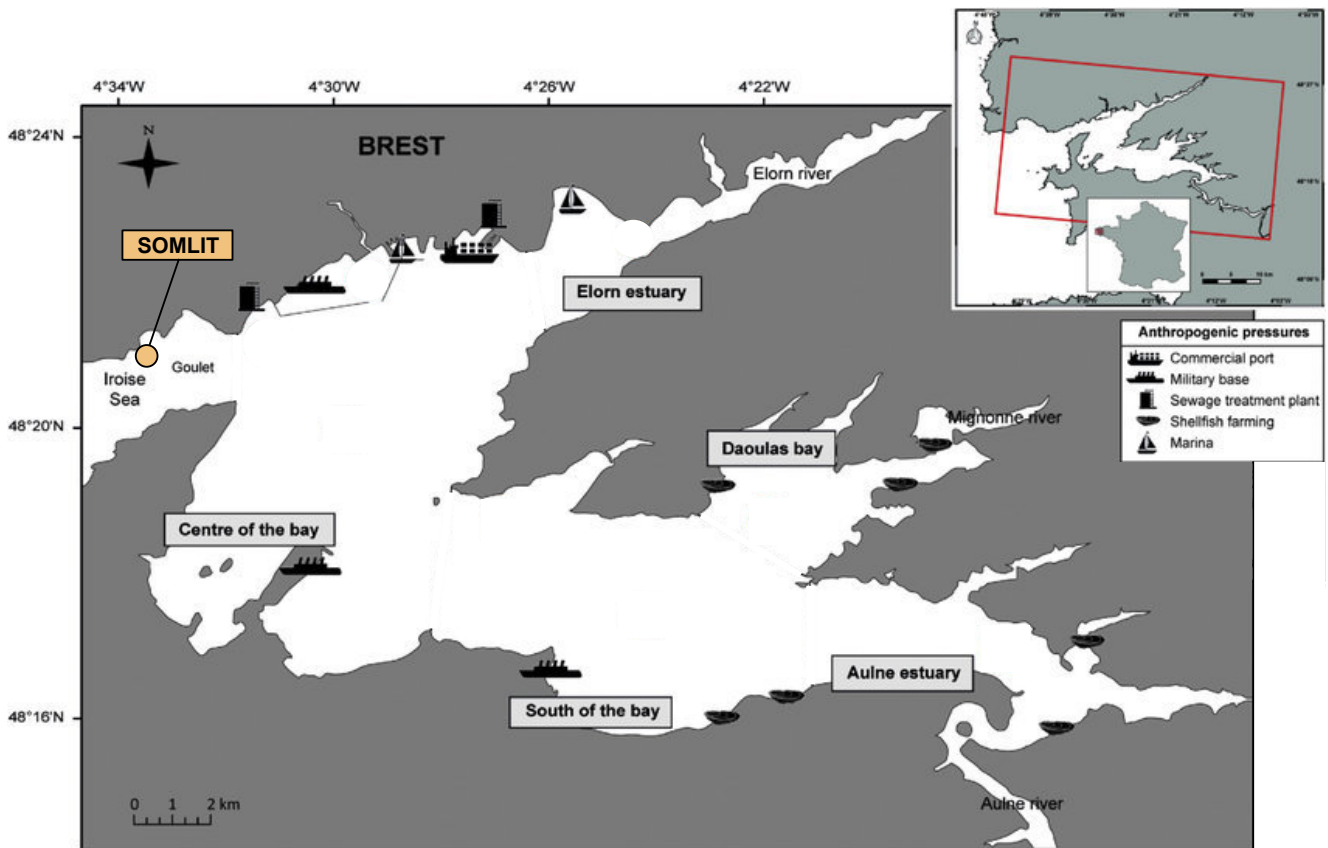 4°34'W
4°30'W
4°26'W
4°22'W
48°24'N
48°20'N
48°16'N
N
BREST
SOMLIT
Elorn river
Elorn estuary
Goulet
Iroise
Sea
Mignonne river
Daoulas bay
Centre of the bay
Aulne estuary
South of the bay
Aulne river
0 1 2 km
N
Anthropogenic pressures
Commercial port
Military base
Sewage treatment plant
Shellfish farming
Marina